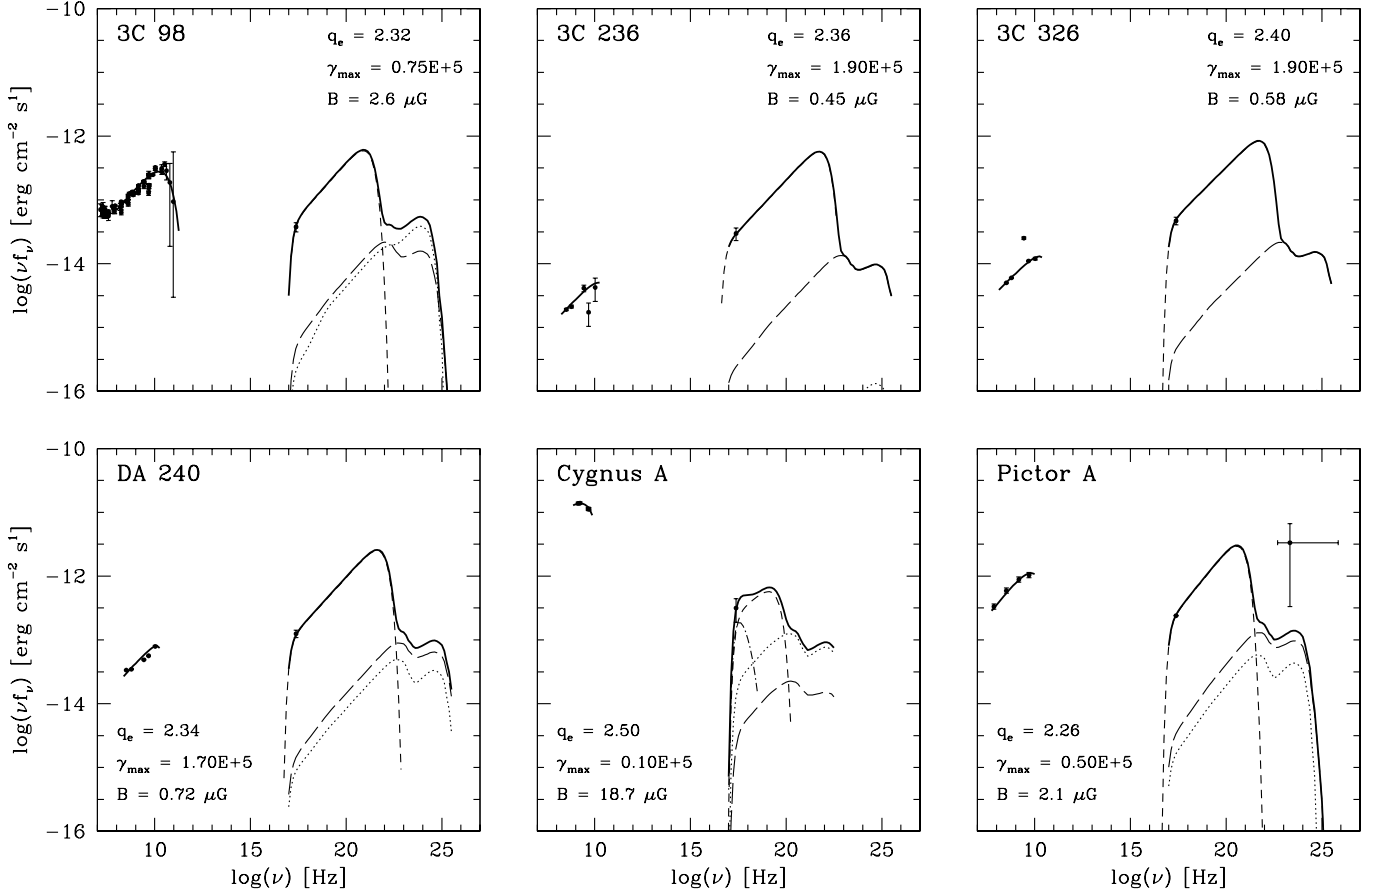 3C 98
q_e = 2.32
γ_max = 0.75E+5
B = 2.6 μG
3C 236
q_e = 2.36
γ_max = 1.90E+5
B = 0.45 μG
3C 326
q_e = 2.40
γ_max = 1.90E+5
B = 0.58 μG
−10
−12
−14
−16
log(νf_ν) [erg cm⁻² s¹]
DA 240
q_e = 2.34
γ_max = 1.70E+5
B = 0.72 μG
Cygnus A
q_e = 2.50
γ_max = 0.10E+5
B = 18.7 μG
Pictor A
q_e = 2.26
γ_max = 0.50E+5
B = 2.1 μG
−10
−12
−14
−16
log(νf_ν) [erg cm⁻² s¹]
10 15 20 25
10 15 20 25
10 15 20 25
log(ν) [Hz]
log(ν) [Hz]
log(ν) [Hz]